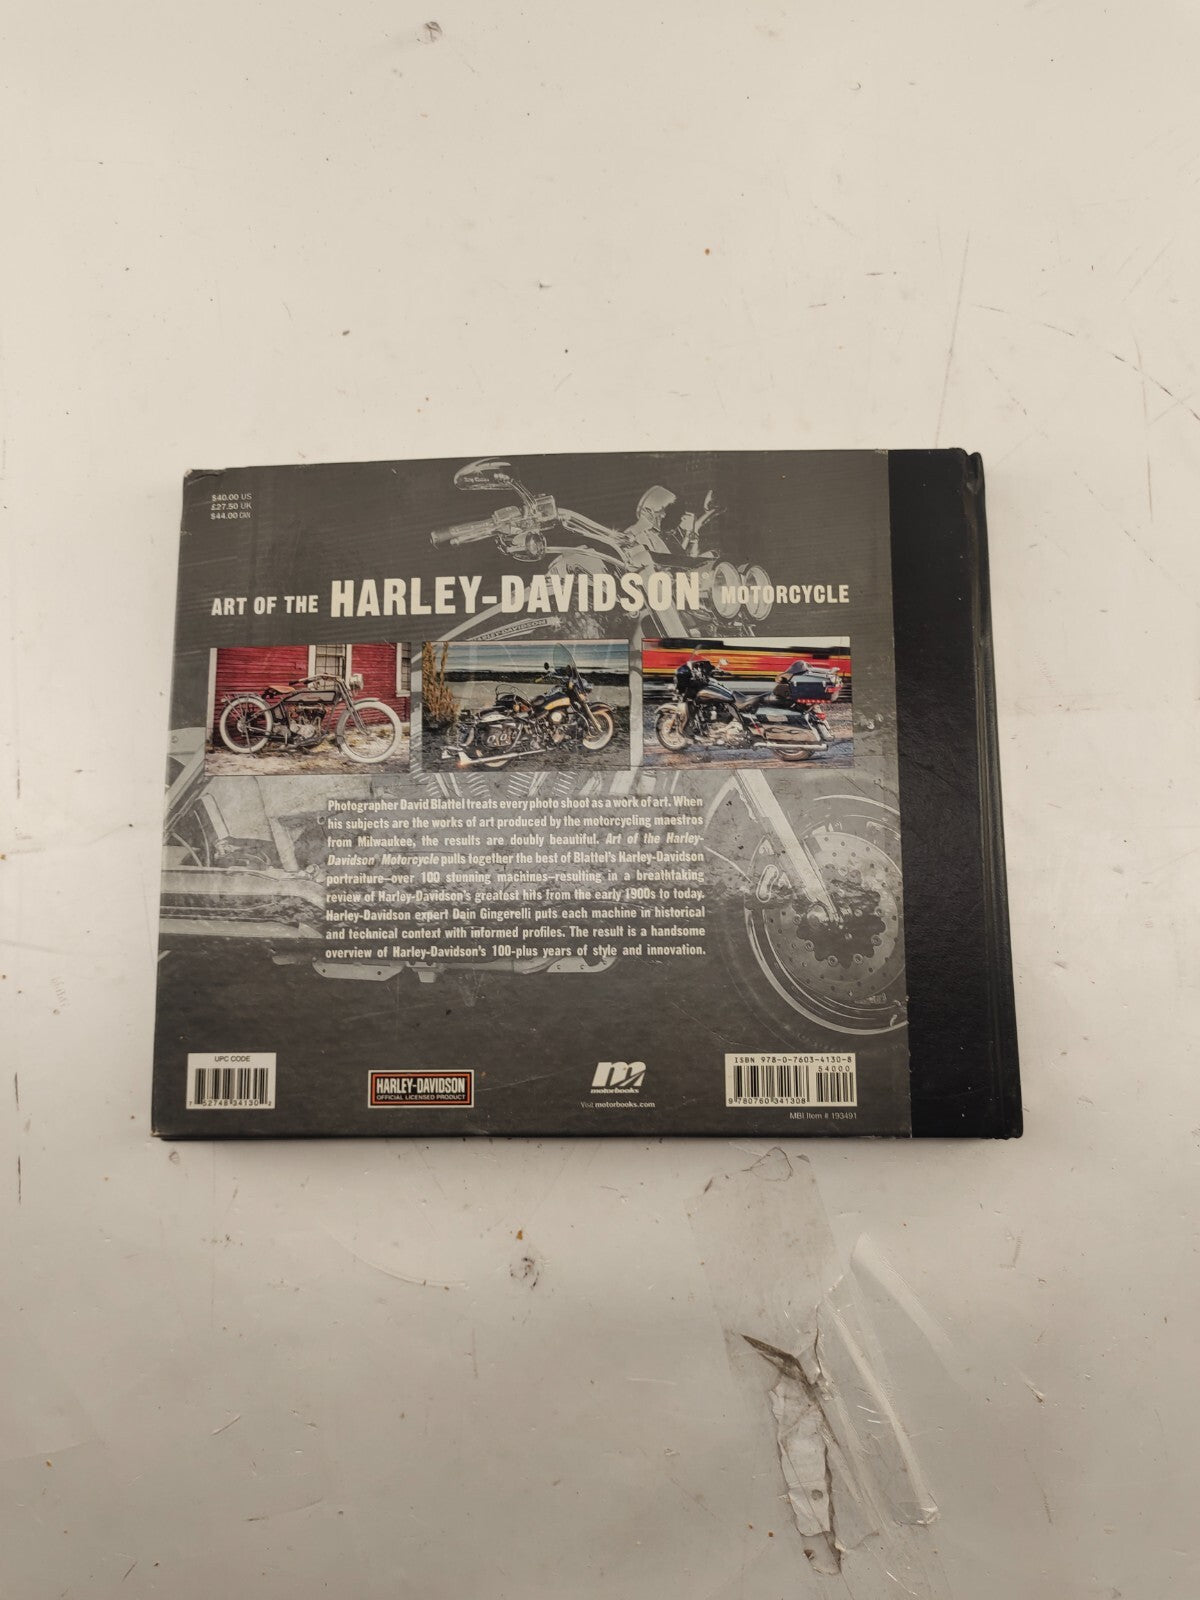 $40.00 US
£27.50 UK
$44.00 CAN
ART OF THE HARLEY-DAVIDSON® MOTORCYCLE
Photographer David Blattel treats every photo shoot as a work of art. When
his subjects are the works of art produced by the motorcycling maestros
from Milwaukee, the results are doubly beautiful. Art of the Harley-
Davidson® Motorcycle pulls together the best of Blattel's Harley-Davidson
portraiture—over 100 stunning machines—resulting in a breathtaking
review of Harley-Davidson's greatest hits from the early 1900s to today.
Harley-Davidson expert Dain Gingerelli puts each machine in historical
and technical context with informed profiles. The result is a handsome
overview of Harley-Davidson's 100-plus years of style and innovation.
UPC CODE
7 52748 34130 2
HARLEY-DAVIDSON
OFFICIAL LICENSED PRODUCT
m
motorbooks
Visit motorbooks.com
ISBN 978-0-7603-4130-8
54000
9 780760 341308
MBI Item # 193491